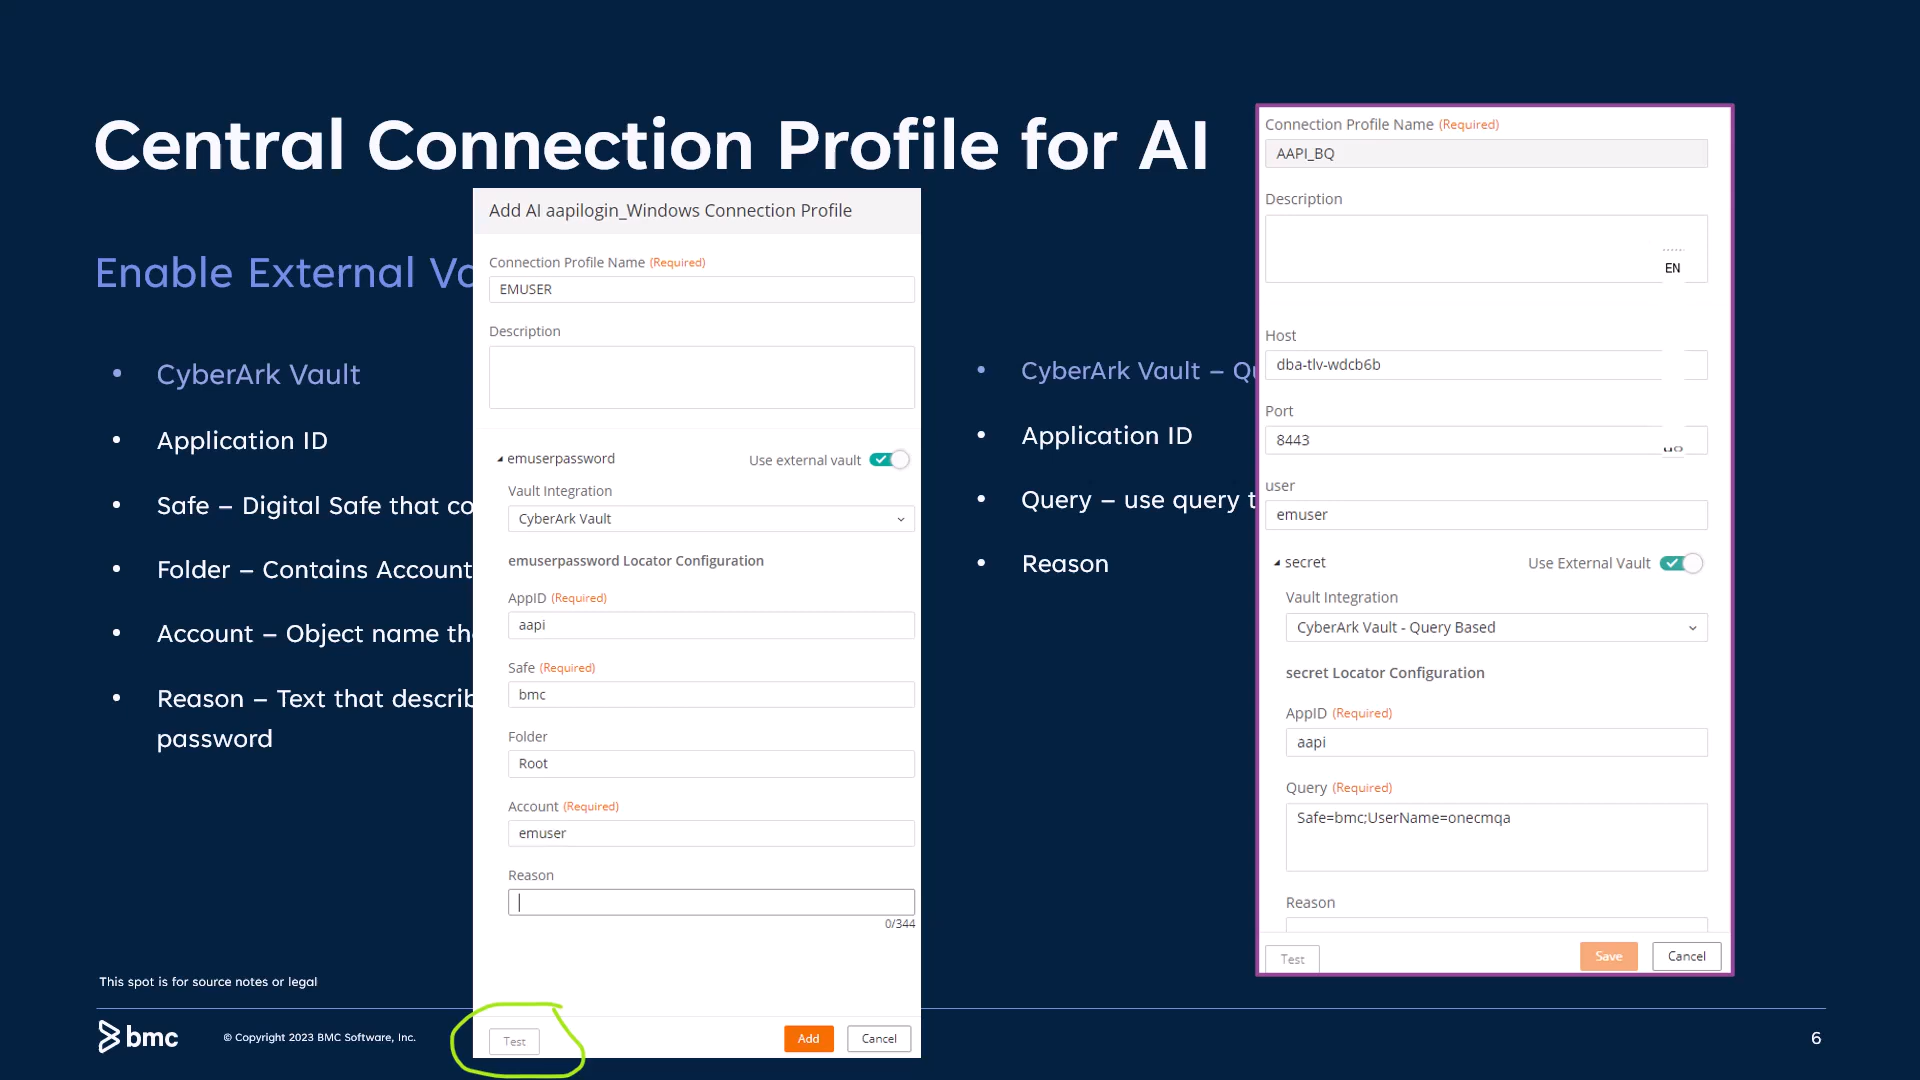 Central Connection Profile for AI
Enable External Va
• CyberArk Vault
• Application ID
• Safe – Digital Safe that co
• Folder – Contains Account
• Account – Object name th
• Reason – Text that describ
password
Add AI aapilogin_Windows Connection Profile
Connection Profile Name (Required)
EMUSER
Description
emuserpassword
Use external vault
Vault Integration
CyberArk Vault
emuserpassword Locator Configuration
AppID (Required)
aapi
Safe (Required)
bmc
Folder
Root
Account (Required)
emuser
Reason
0/344
Test
Add
Cancel
• CyberArk Vault – Qu
• Application ID
• Query – use query t
• Reason
Connection Profile Name (Required)
AAPI_BQ
Description
EN
Host
dba-tlv-wdcb6b
Port
8443
user
emuser
secret
Use External Vault
Vault Integration
CyberArk Vault - Query Based
secret Locator Configuration
AppID (Required)
aapi
Query (Required)
Safe=bmc;UserName=onecmqa
Reason
Test
Save
Cancel
This spot is for source notes or legal
bmc
© Copyright 2023 BMC Software, Inc.
6